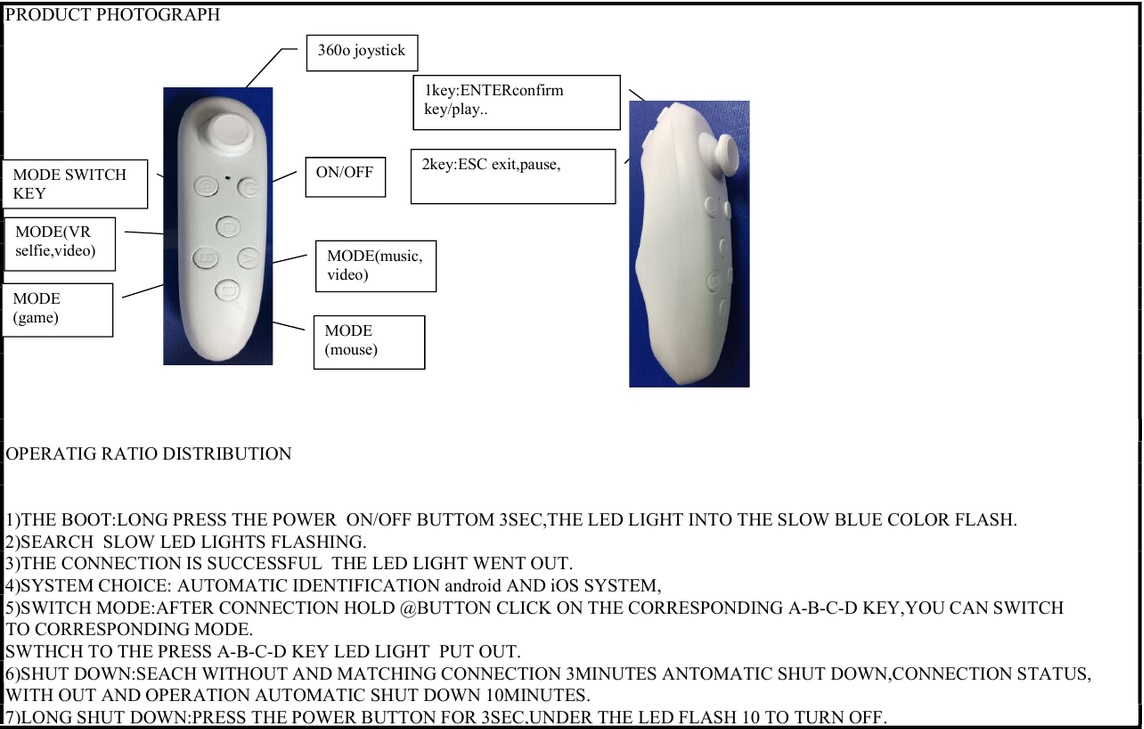 PRODUCT PHOTOGRAPH
360o joystick
1key:ENTERconfirm
key/play..
2key:ESC exit,pause,
MODE SWITCH
KEY
ON/OFF
MODE(VR
selfie,video)
MODE(music,
video)
MODE
(game)
MODE
(mouse)
OPERATIG RATIO DISTRIBUTION
1)THE BOOT:LONG PRESS THE POWER ON/OFF BUTTOM 3SEC,THE LED LIGHT INTO THE SLOW BLUE COLOR FLASH.
2)SEARCH SLOW LED LIGHTS FLASHING.
3)THE CONNECTION IS SUCCESSFUL THE LED LIGHT WENT OUT.
4)SYSTEM CHOICE: AUTOMATIC IDENTIFICATION android AND iOS SYSTEM,
5)SWITCH MODE:AFTER CONNECTION HOLD @BUTTON CLICK ON THE CORRESPONDING A-B-C-D KEY,YOU CAN SWITCH
TO CORRESPONDING MODE.
SWTHCH TO THE PRESS A-B-C-D KEY LED LIGHT PUT OUT.
6)SHUT DOWN:SEACH WITHOUT AND MATCHING CONNECTION 3MINUTES ANTOMATIC SHUT DOWN,CONNECTION STATUS,
WITH OUT AND OPERATION AUTOMATIC SHUT DOWN 10MINUTES.
7)LONG SHUT DOWN:PRESS THE POWER BUTTON FOR 3SEC,UNDER THE LED FLASH 10 TO TURN OFF.